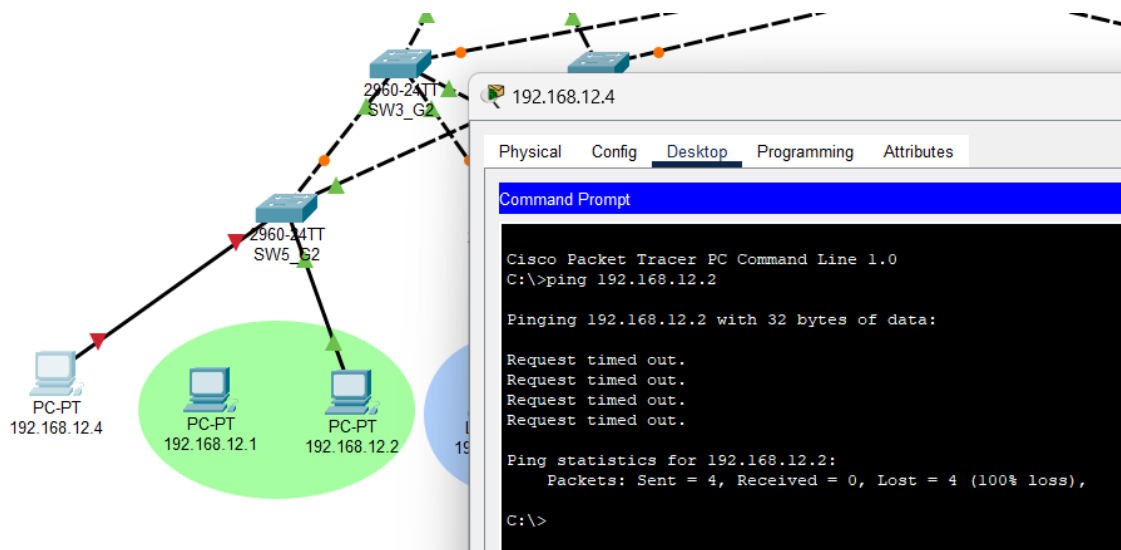 2960-24TT
SW3_G2
2960-24TT
SW5_G2
PC-PT
192.168.12.4
PC-PT
192.168.12.1
PC-PT
192.168.12.2
L
19
192.168.12.4
Physical Config Desktop Programming Attributes
Command Prompt
Cisco Packet Tracer PC Command Line 1.0
C:\>ping 192.168.12.2
Pinging 192.168.12.2 with 32 bytes of data:
Request timed out.
Request timed out.
Request timed out.
Request timed out.
Ping statistics for 192.168.12.2:
Packets: Sent = 4, Received = 0, Lost = 4 (100% loss),
C:\>